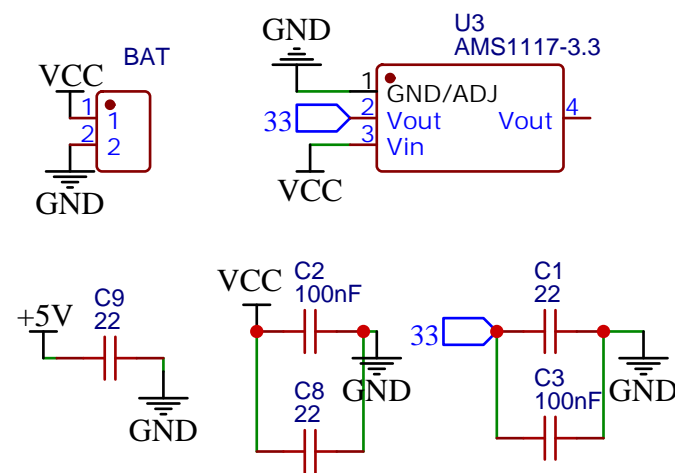 BAT
VCC
1
1
2
2
GND
GND
U3
AMS1117-3.3
1
GND/ADJ
33
2
Vout
Vout
4
3
Vin
VCC
+5V
C9
22
GND
VCC
C2
100nF
GND
C8
22
33
C1
22
GND
C3
100nF